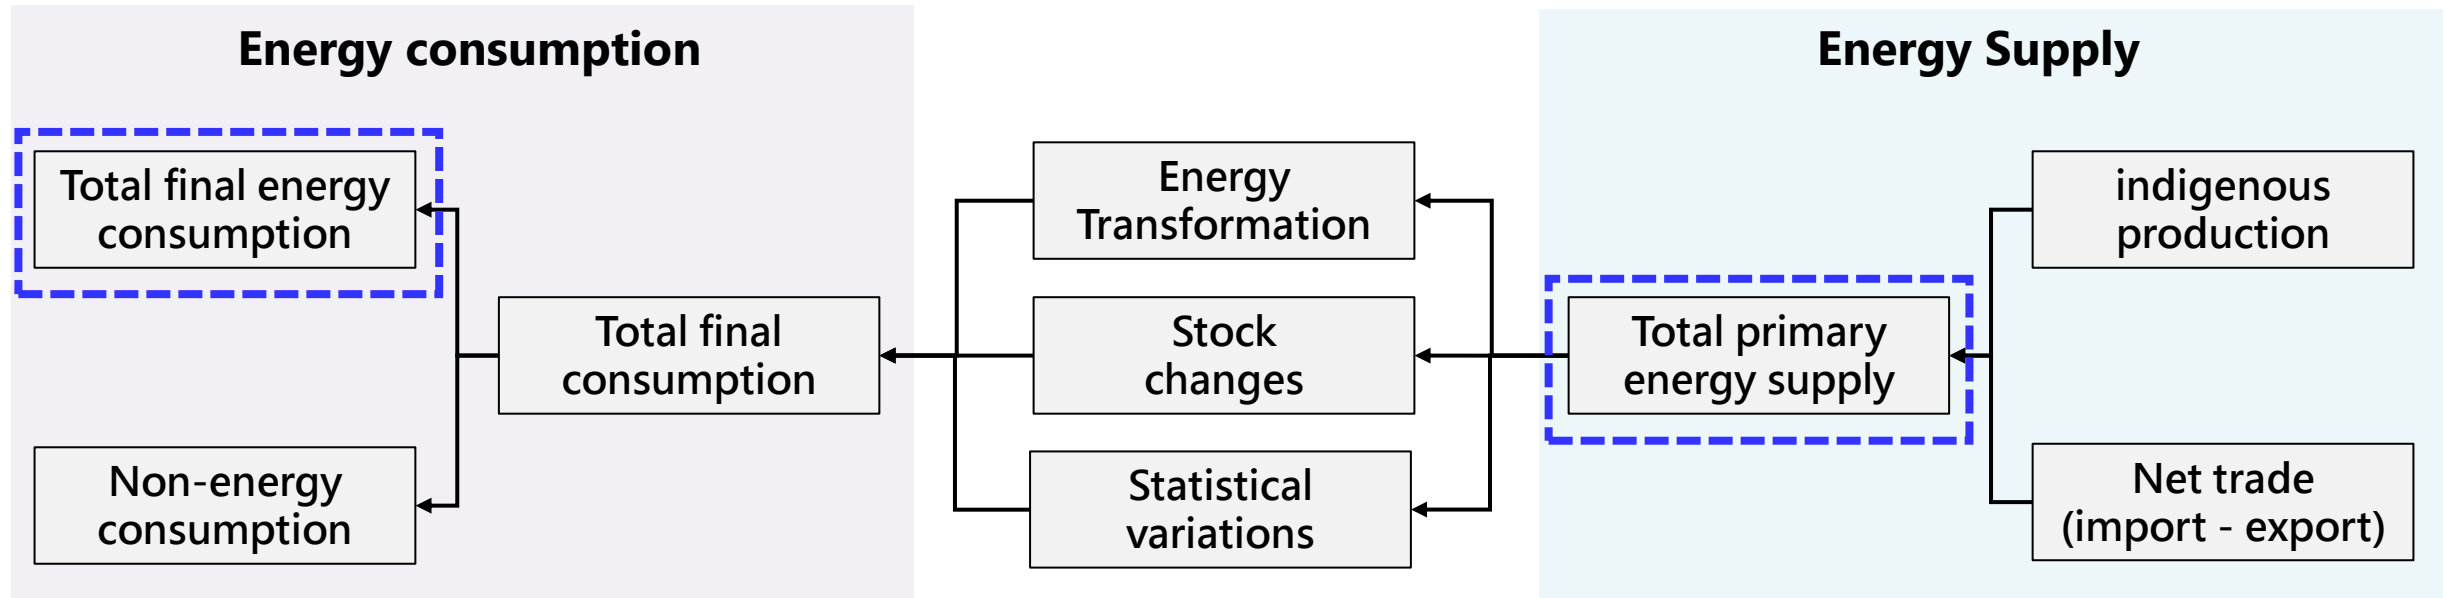 Energy consumption
Energy Supply
Total final energy
consumption
Non-energy
consumption
Total final
consumption
Energy
Transformation
Stock
changes
Statistical
variations
Total primary
energy supply
indigenous
production
Net trade
(import - export)